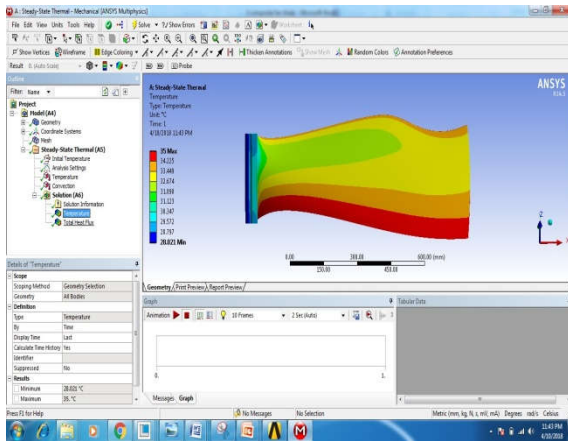 A : Steady-State Thermal - Mechanical [ANSYS Multiphysics]
File Edit View Units Tools Help
Solve ?/ Show Errors
Worksheet
Show Vertices Wireframe Edge Coloring
Thicken Annotations Show Mesh Random Colors Annotation Preferences
Result
Probe
Outline
Filter: Name
Project
Model (A4)
Geometry
Coordinate Systems
Mesh
Steady-State Thermal (A5)
Initial Temperature
Analysis Settings
Temperature
Convection
Solution (A6)
Solution Information
Temperature
Total Heat Flux
A: Steady-State Thermal
Temperature
Type: Temperature
Unit: °C
Time: 1
4/10/2018 11:43 PM
35 Max
34.225
33.449
32.674
31.898
31.123
30.347
29.572
28.797
28.021 Min
ANSYS
0.00
300.00
600.00 (mm)
150.00
450.00
Z
Geometry / Print Preview / Report Preview /
Details of "Temperature"
Scope
Scoping Method Geometry Selection
Geometry All Bodies
Definition
Type Temperature
By Time
Display Time Last
Calculate Time History Yes
Identifier
Suppressed No
Results
Minimum 28.021 °C
Maximum 35. °C
Graph
Animation
10 Frames
2 Sec (Auto)
0.
1.
Messages Graph
Tabular Data
Press F1 for Help
No Messages
No Selection
Metric (mm, kg, N, s, mV, mA) Degrees rad/s Celsius
11:43 PM
4/10/2018